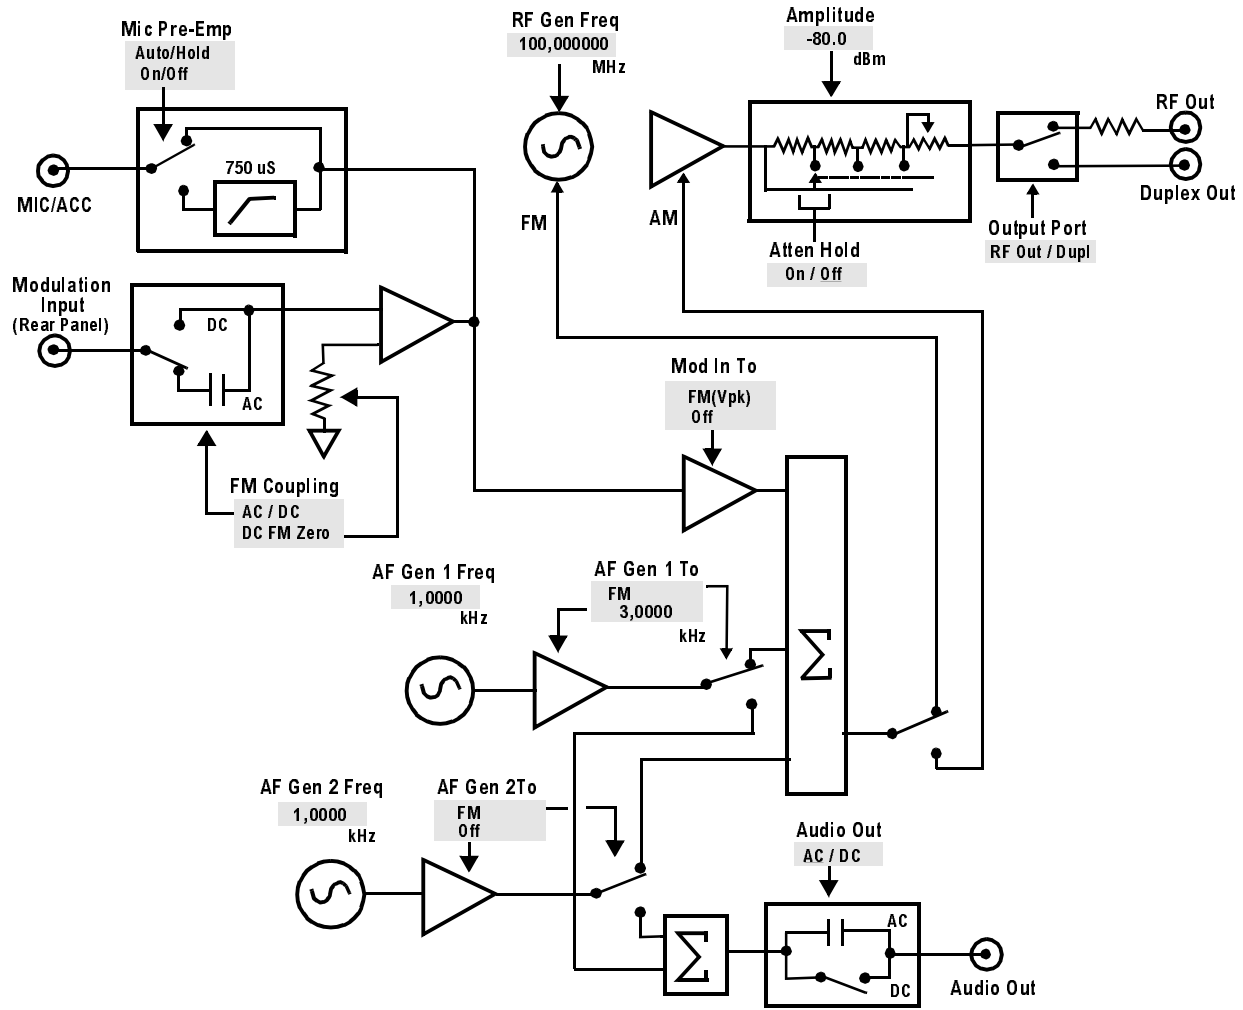 Mic Pre-Emp
Auto/Hold
On/Off
750 uS
MIC/ACC
RF Gen Freq
100,000000
MHz
FM
Amplitude
-80.0
dBm
AM
Atten Hold
On / Off
RF Out
Duplex Out
Output Port
RF Out / Dupl
Modulation
Input
(Rear Panel)
DC
AC
FM Coupling
AC / DC
DC FM Zero
Mod In To
FM(Vpk)
Off
AF Gen 1 Freq
1,0000
kHz
AF Gen 1 To
FM
3,0000
kHz
Σ
AF Gen 2 Freq
1,0000
kHz
AF Gen 2To
FM
Off
Σ
Audio Out
AC / DC
AC
DC
Audio Out